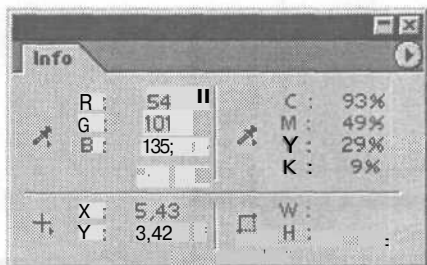 Info
R : 54 C : 93%
G : 101 M : 49%
B : 135; Y : 29%
K : 9%
X : 5,43 W :
Y : 3,42 H :